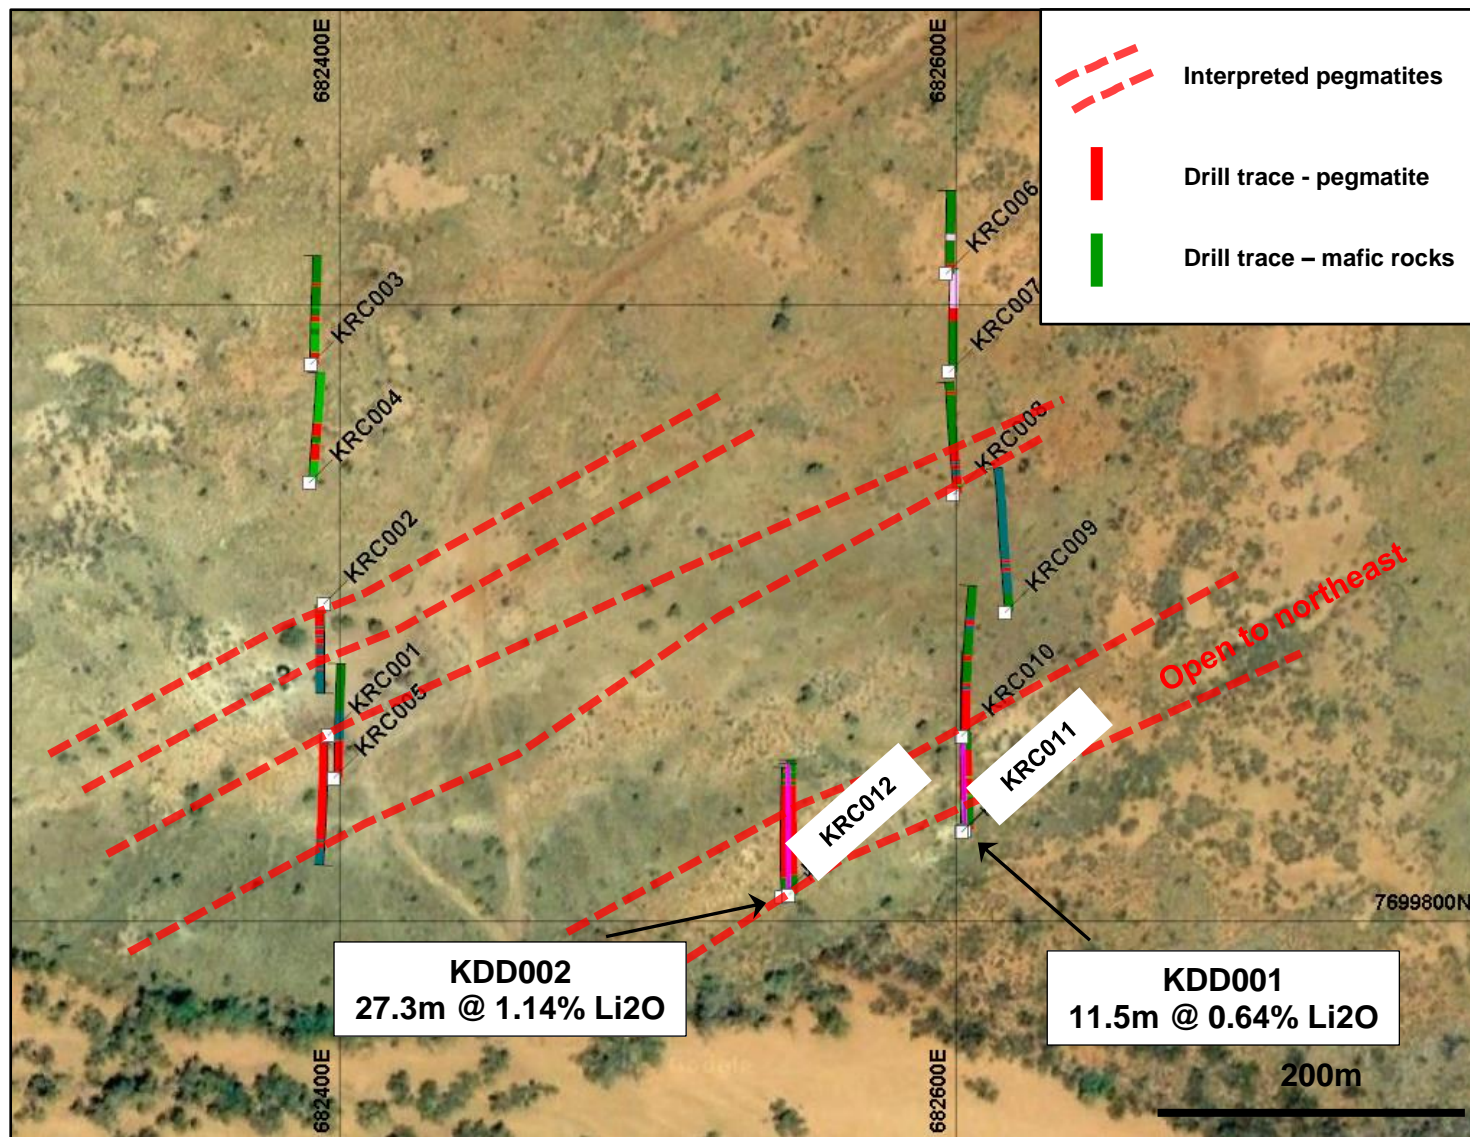 682400E
682600E
Interpreted pegmatites
Drill trace - pegmatite
Drill trace – mafic rocks
KRC006
KRC003
KRC007
KRC004
KRC008
KRC002
KRC009
Open to northeast
KRC001
KRC005
KRC010
KRC011
KRC012
7699800N
KDD002
27.3m @ 1.14% Li2O
KDD001
11.5m @ 0.64% Li2O
200m
682400E
682600E